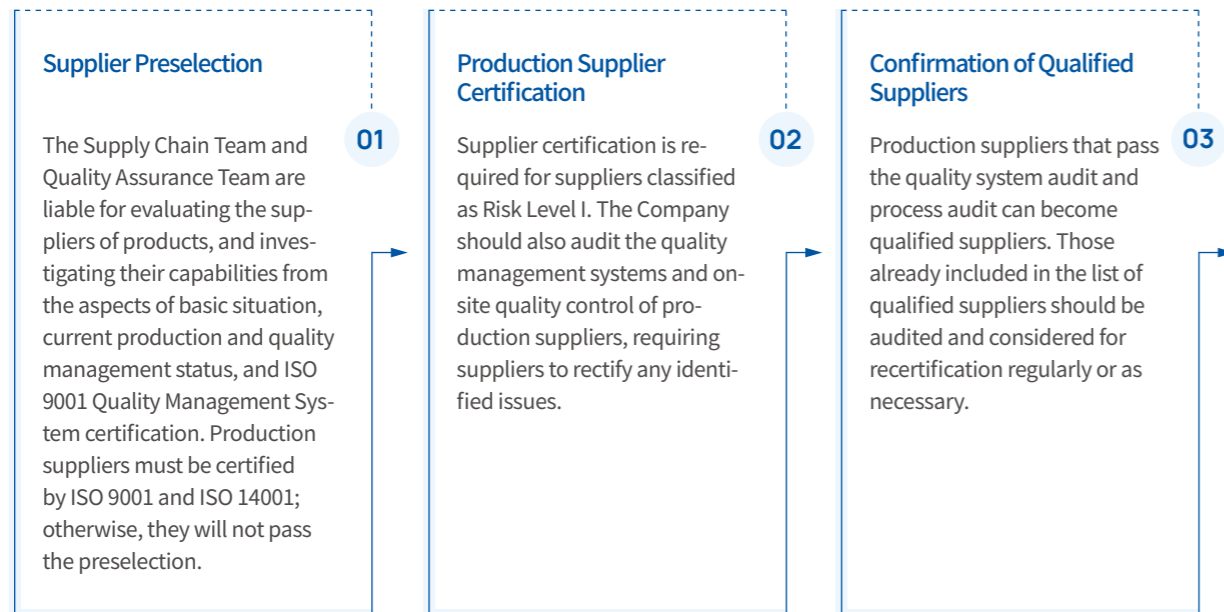 Supplier Preselection
01
The Supply Chain Team and
Quality Assurance Team are
liable for evaluating the sup-
pliers of products, and inves-
tigating their capabilities from
the aspects of basic situation,
current production and quality
management status, and ISO
9001 Quality Management Sys-
tem certification. Production
suppliers must be certified
by ISO 9001 and ISO 14001;
otherwise, they will not pass
the preselection.
Production Supplier
Certification
02
Supplier certification is re-
quired for suppliers classified
as Risk Level I. The Company
should also audit the quality
management systems and on-
site quality control of pro-
duction suppliers, requiring
suppliers to rectify any identi-
fied issues.
Confirmation of Qualified
Suppliers
03
Production suppliers that pass
the quality system audit and
process audit can become
qualified suppliers. Those
already included in the list of
qualified suppliers should be
audited and considered for
recertification regularly or as
necessary.